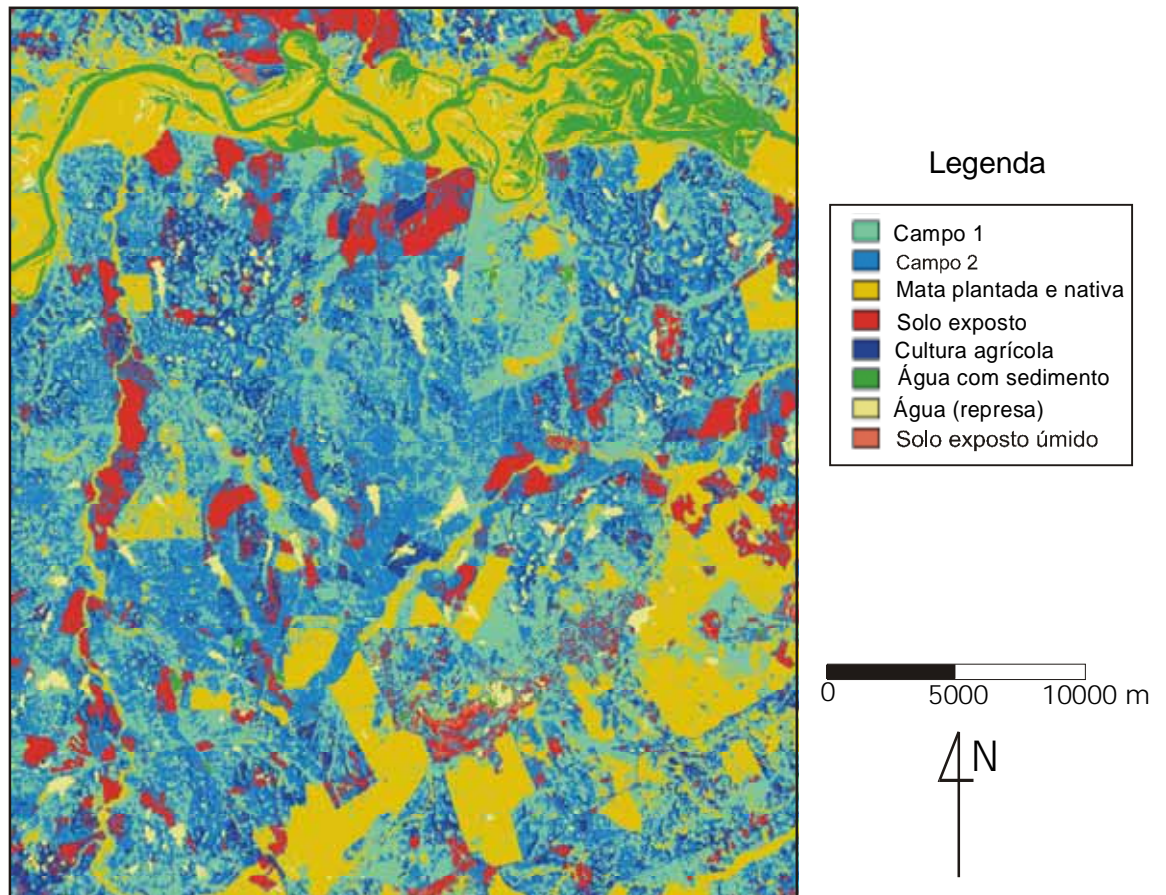 Legenda
Campo 1
Campo 2
Mata plantada e nativa
Solo exposto
Cultura agrícola
Água com sedimento
Água (represa)
Solo exposto úmido
0 5000 10000 m
N